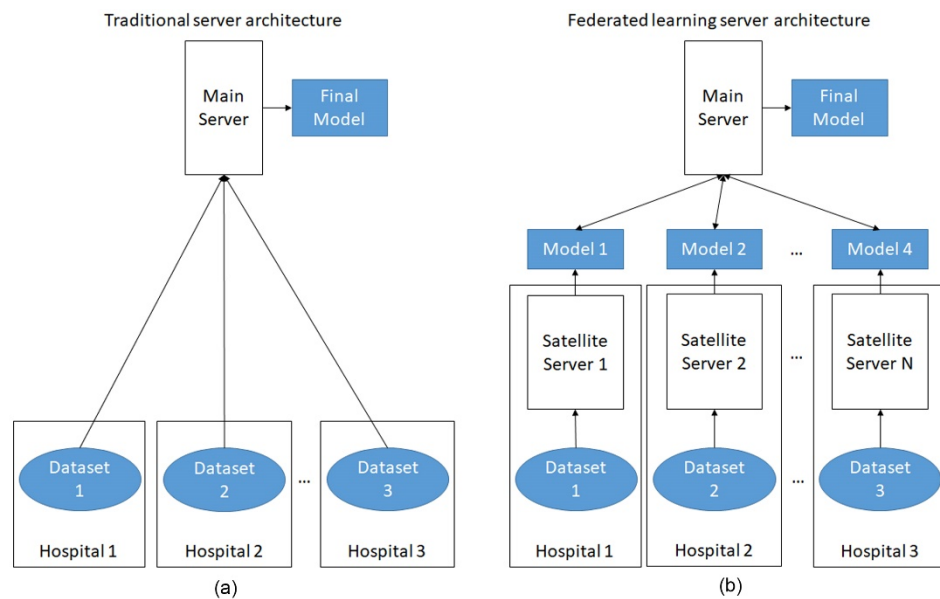 Traditional server architecture
Main
Server
Final
Model
Dataset
1
Dataset
2
...
Dataset
3
Hospital 1
Hospital 2
Hospital 3
(a)
Federated learning server architecture
Main
Server
Final
Model
Model 1
Model 2
...
Model 4
Satellite
Server 1
Satellite
Server 2
...
Satellite
Server N
Dataset
1
Dataset
2
...
Dataset
3
Hospital 1
Hospital 2
Hospital 3
(b)